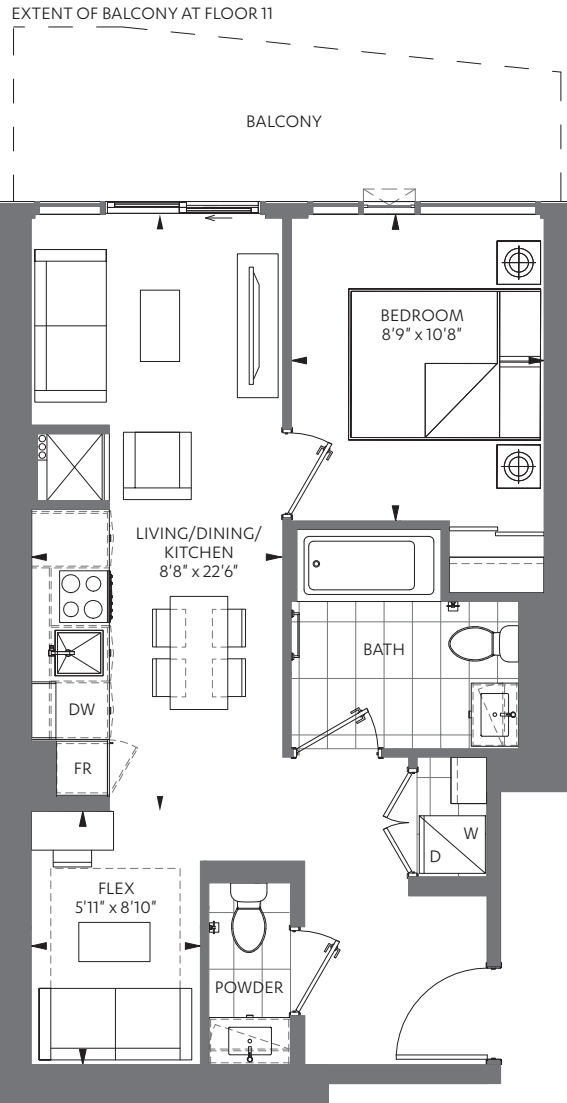 EXTENT OF BALCONY AT FLOOR 11
BALCONY
BEDROOM
8'9" x 10'8"
LIVING/DINING/
KITCHEN
8'8" x 22'6"
BATH
DW
FR
W
D
FLEX
5'11" x 8'10"
POWDER